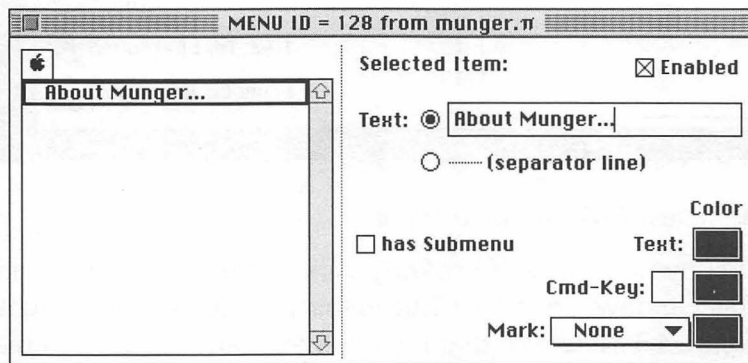 MENU ID = 128 from munger.π
About Munger...
Selected Item:
Enabled
Text:
About Munger...
(separator line)
Color
has Submenu
Text:
Cmd-Key:
Mark:
None